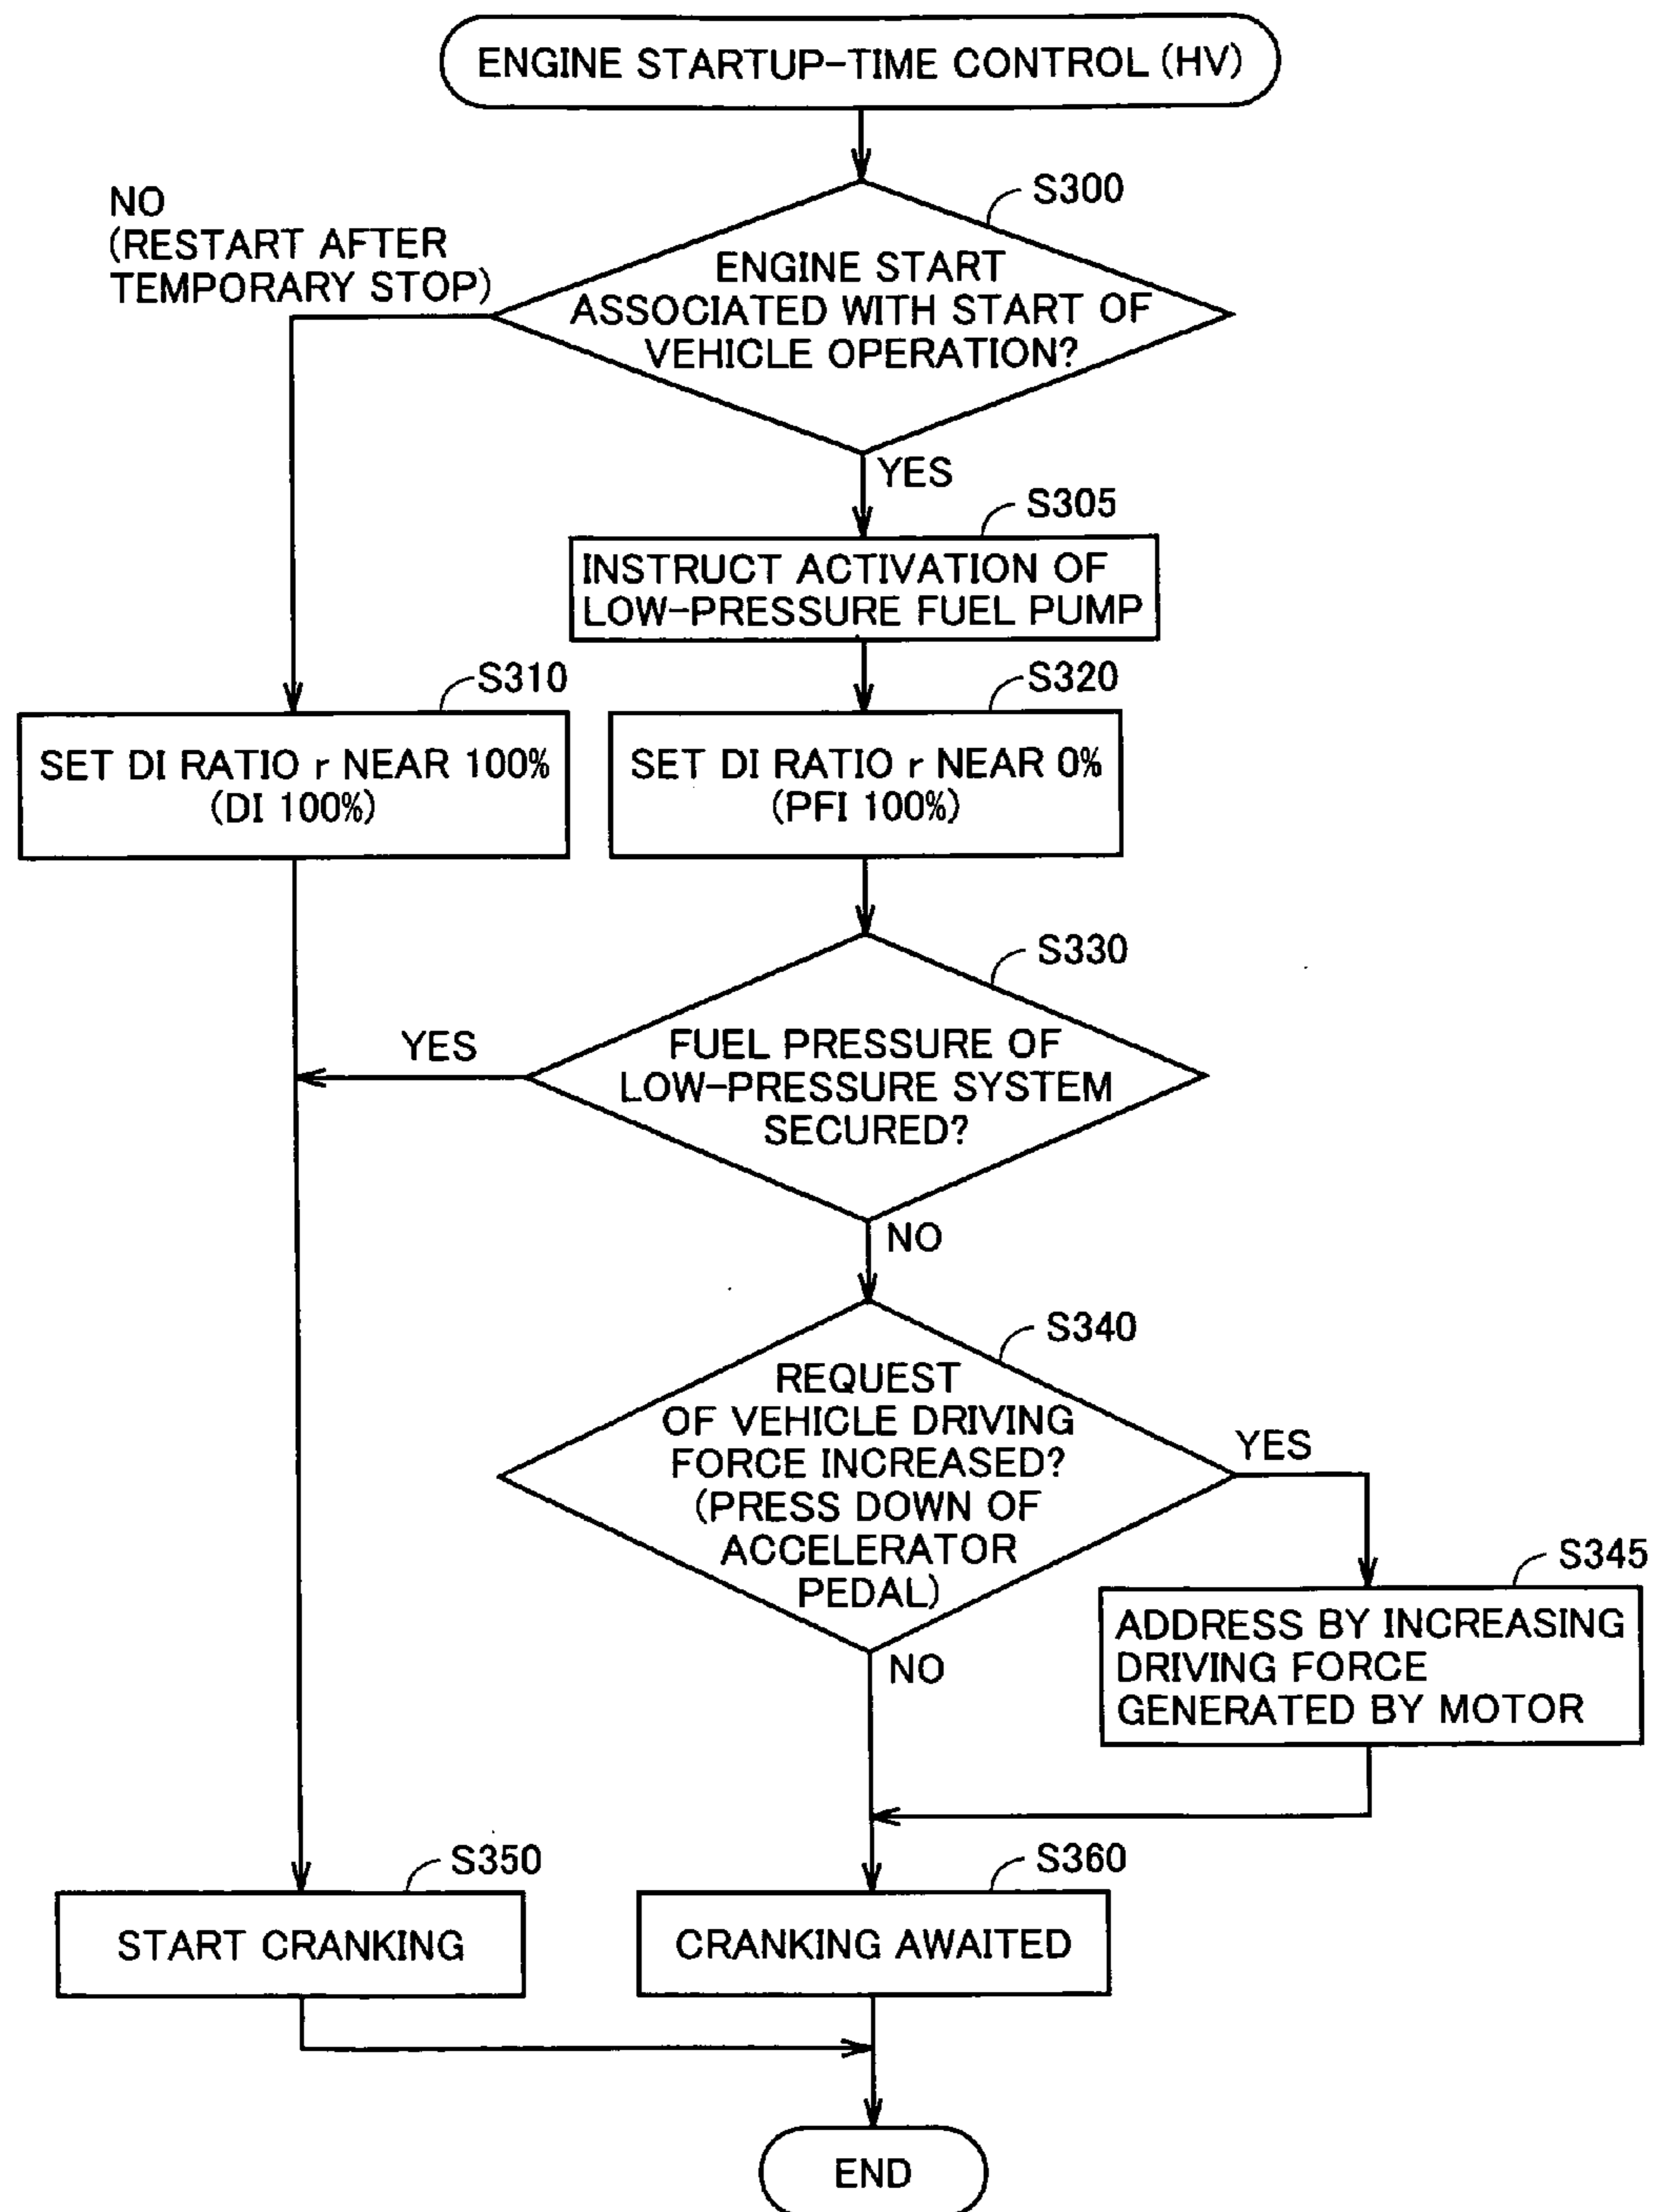 ENGINE STARTUP-TIME CONTROL (HV)
S300
NO
(RESTART AFTER
TEMPORARY STOP)
ENGINE START
ASSOCIATED WITH START OF
VEHICLE OPERATION?
YES
S305
INSTRUCT ACTIVATION OF
LOW-PRESSURE FUEL PUMP
S310
SET DI RATIO r NEAR 100%
(DI 100%)
S320
SET DI RATIO r NEAR 0%
(PFI 100%)
S330
YES
FUEL PRESSURE OF
LOW-PRESSURE SYSTEM
SECURED?
NO
S340
REQUEST
OF VEHICLE DRIVING
FORCE INCREASED?
(PRESS DOWN OF
ACCELERATOR
PEDAL)
YES
S345
ADDRESS BY INCREASING
DRIVING FORCE
GENERATED BY MOTOR
NO
S350
START CRANKING
S360
CRANKING AWAITED
END